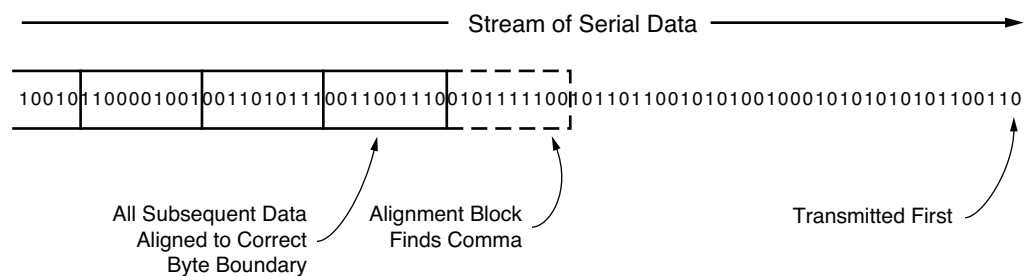 Stream of Serial Data
10010110000100100110101110011001110010111110010110110010101001000101010101011001100
All Subsequent Data
Aligned to Correct
Byte Boundary
Alignment Block
Finds Comma
Transmitted First